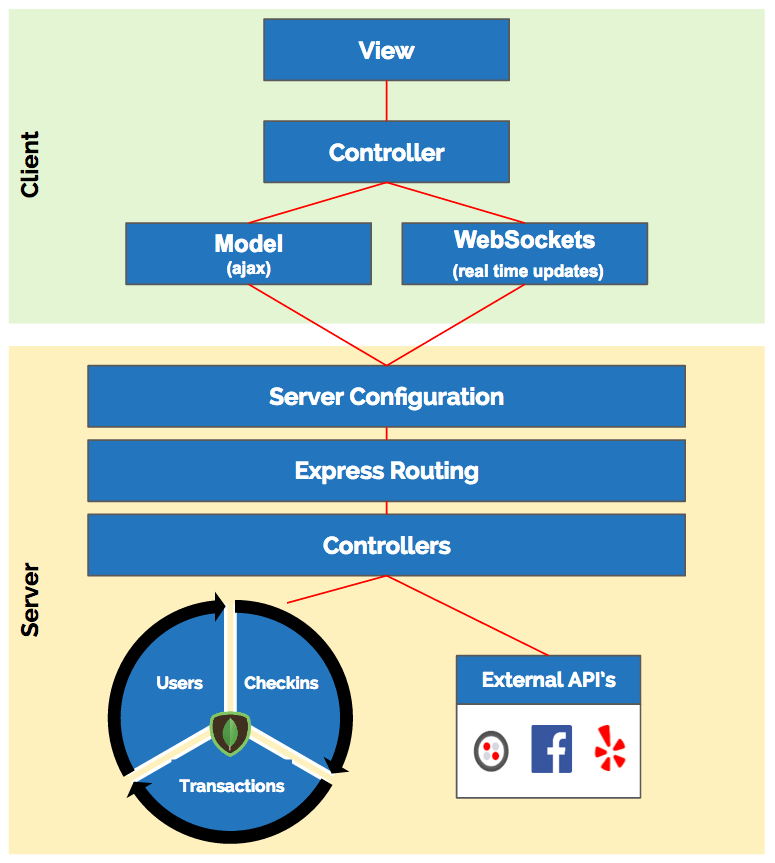 View
Client
Controller
Model
(ajax)
WebSockets
(real time updates)
Server Configuration
Express Routing
Controllers
Server
Users
Checkins
Transactions
External API's
f